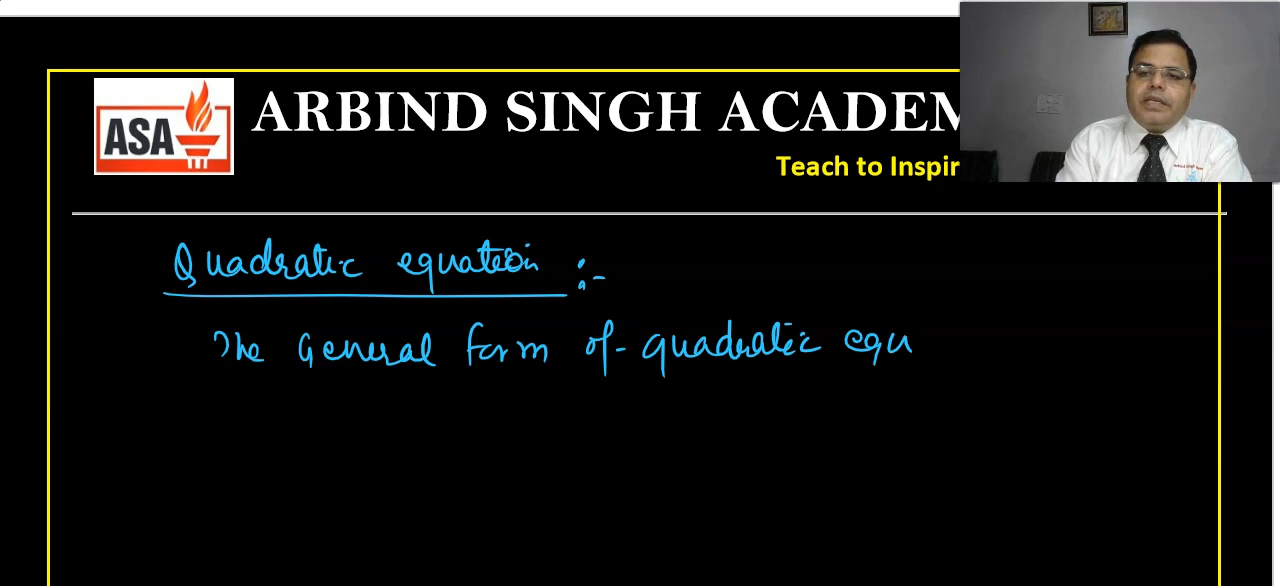 ASA
ARBIND SINGH ACADEM
Teach to Inspir
Quadratic equation :-
The General form of quadratic equ